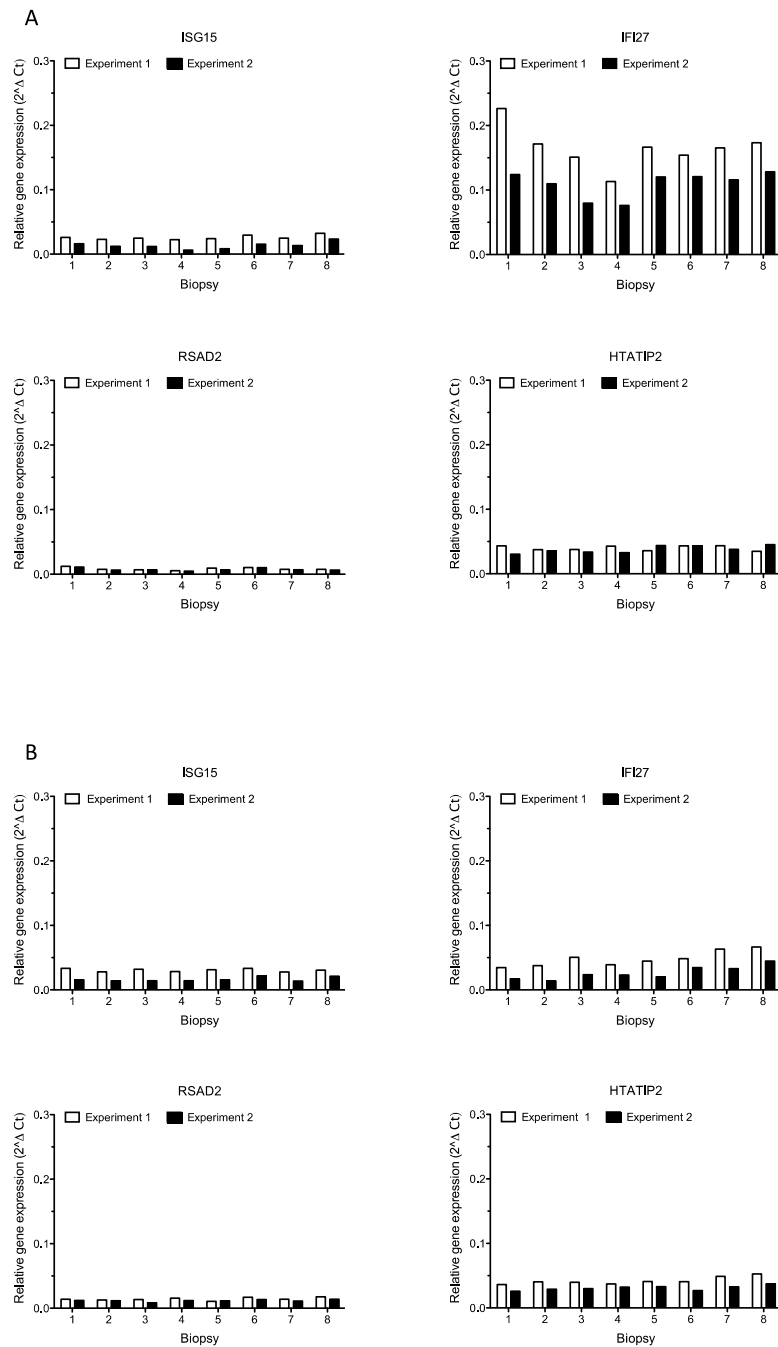 A
ISG15
Experiment 1 Experiment 2
Relative gene expression (2^Δ Ct)
0.3
0.2
0.1
0.0
1 2 3 4 5 6 7 8
Biopsy
IFI27
Experiment 1 Experiment 2
Relative gene expression (2^Δ Ct)
0.3
0.2
0.1
0.0
1 2 3 4 5 6 7 8
Biopsy
RSAD2
Experiment 1 Experiment 2
Relative gene expression (2^Δ Ct)
0.3
0.2
0.1
0.0
1 2 3 4 5 6 7 8
Biopsy
HTATIP2
Experiment 1 Experiment 2
Relative gene expression (2^Δ Ct)
0.3
0.2
0.1
0.0
1 2 3 4 5 6 7 8
Biopsy
B
ISG15
Experiment 1 Experiment 2
Relative gene expression (2^Δ Ct)
0.3
0.2
0.1
0.0
1 2 3 4 5 6 7 8
Biopsy
IFI27
Experiment 1 Experiment 2
Relative gene expression (2^Δ Ct)
0.3
0.2
0.1
0.0
1 2 3 4 5 6 7 8
Biopsy
RSAD2
Experiment 1 Experiment 2
Relative gene expression (2^Δ Ct)
0.3
0.2
0.1
0.0
1 2 3 4 5 6 7 8
Biopsy
HTATIP2
Experiment 1 Experiment 2
Relative gene expression (2^Δ Ct)
0.3
0.2
0.1
0.0
1 2 3 4 5 6 7 8
Biopsy